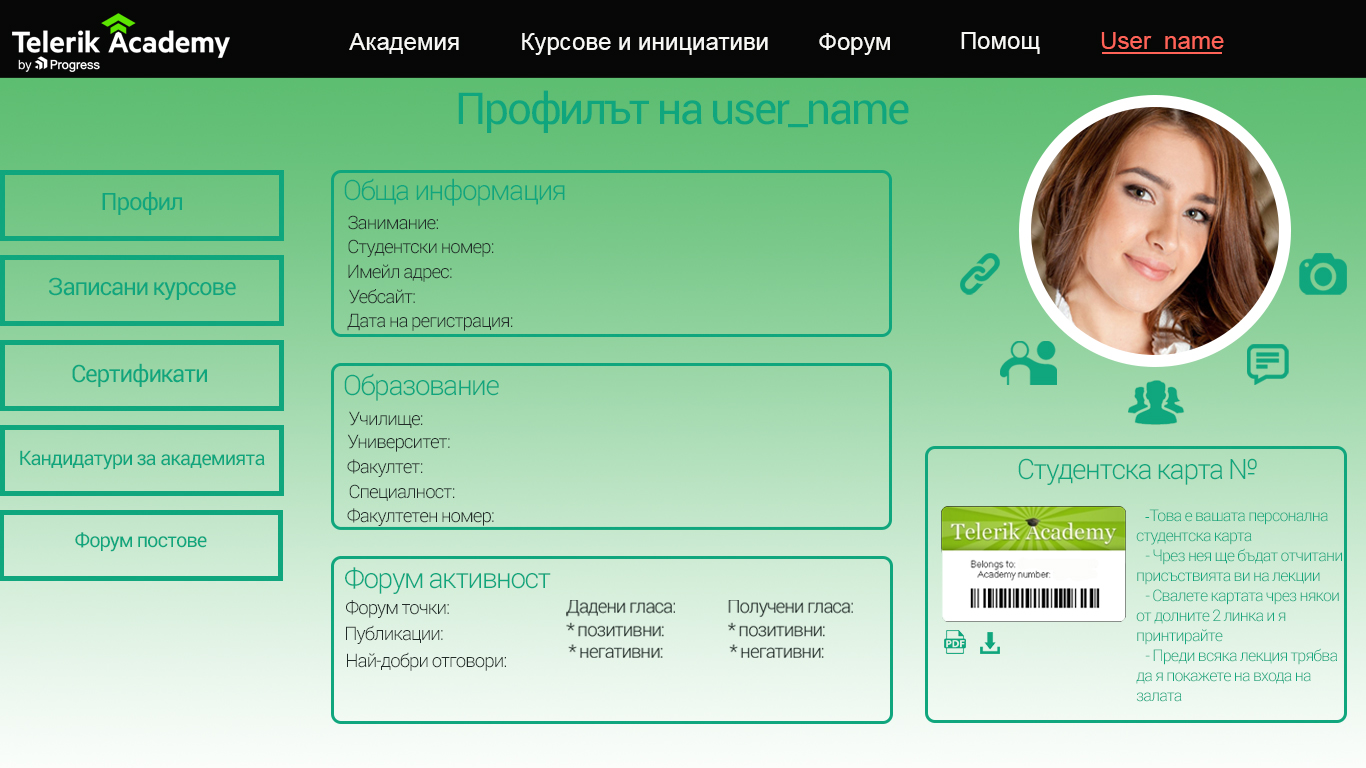 Telerik Academy
by Progress
Академия
Курсове и инициативи
Форум
Помощ
User_name
Профилът на user_name
Профил
Записани курсове
Сертификати
Кандидатури за академията
Форум постове
Обща информация
Занимание:
Студентски номер:
Имейл адрес:
Уебсайт:
Дата на регистрация:
Образование
Училище:
Университет:
Факултет:
Специалност:
Факултетен номер:
Форум активност
Форум точки:
Публикации:
Най-добри отговори:
Дадени гласа:
* позитивни:
* негативни:
Получени гласа:
* позитивни:
* негативни:
Студентска карта №
Telerik Academy
Belongs to:
Academy number:
PDF
-Това е вашата персонална
студентска карта
- Чрез нея ще бъдат отчитани
присъствията ви на лекции
- Свалете картата чрез някои
от долните 2 линка и я
принтирайте
- Преди всяка лекция трябва
да я покажете на входа на
залата